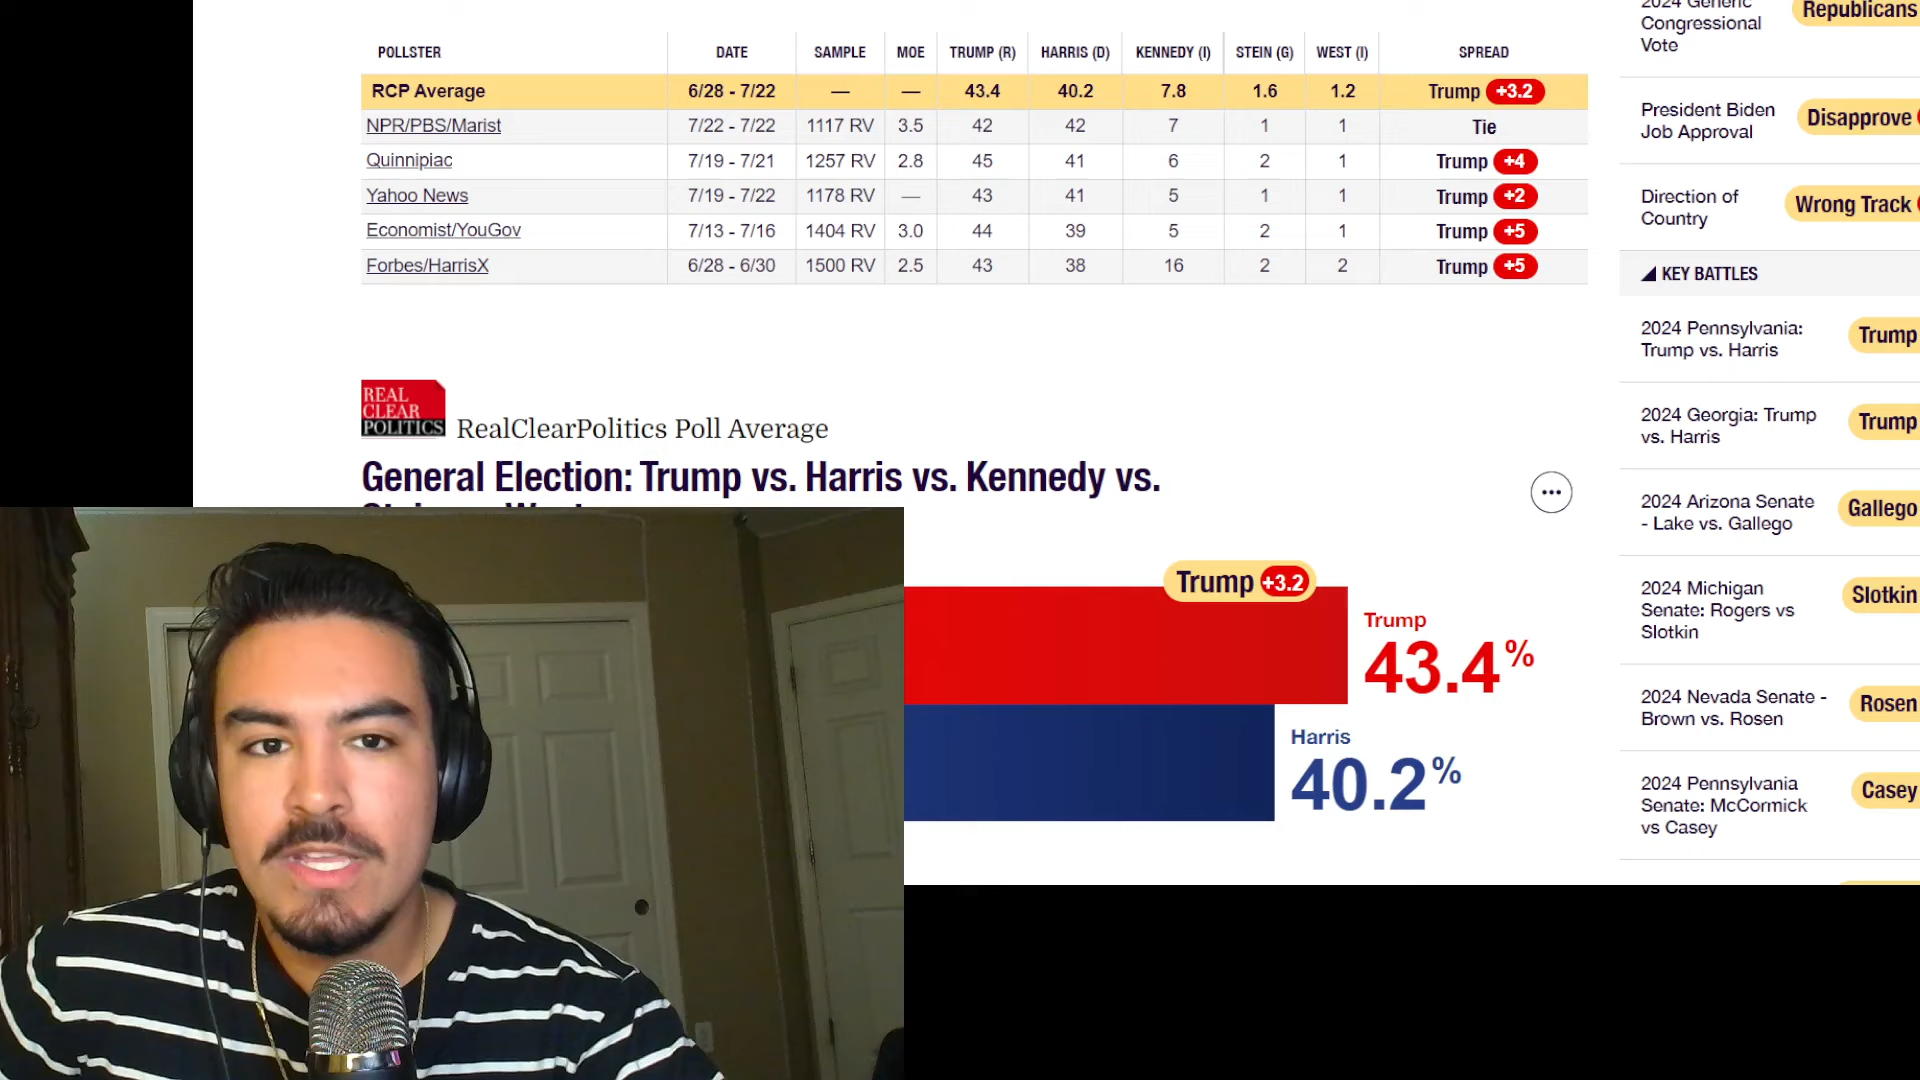 POLLSTER DATE SAMPLE MOE TRUMP (R) HARRIS (D) KENNEDY (I) STEIN (G) WEST (I) SPREAD
RCP Average 6/28 - 7/22 — — 43.4 40.2 7.8 1.6 1.2 Trump +3.2
NPR/PBS/Marist 7/22 - 7/22 1117 RV 3.5 42 42 7 1 1 Tie
Quinnipiac 7/19 - 7/21 1257 RV 2.8 45 41 6 2 1 Trump +4
Yahoo News 7/19 - 7/22 1178 RV — 43 41 5 1 1 Trump +2
Economist/YouGov 7/13 - 7/16 1404 RV 3.0 44 39 5 2 1 Trump +5
Forbes/HarrisX 6/28 - 6/30 1500 RV 2.5 43 38 16 2 2 Trump +5
REAL
CLEAR
POLITICS
RealClearPolitics Poll Average
General Election: Trump vs. Harris vs. Kennedy vs.
Trump +3.2
Trump
43.4%
Harris
40.2%
2024 Generic
Congressional
Vote
Republicans
President Biden
Job Approval
Disapprove
Direction of
Country
Wrong Track
KEY BATTLES
2024 Pennsylvania:
Trump vs. Harris
Trump
2024 Georgia: Trump
vs. Harris
Trump
2024 Arizona Senate
- Lake vs. Gallego
Gallego
2024 Michigan
Senate: Rogers vs
Slotkin
Slotkin
2024 Nevada Senate -
Brown vs. Rosen
Rosen
2024 Pennsylvania
Senate: McCormick
vs Casey
Casey